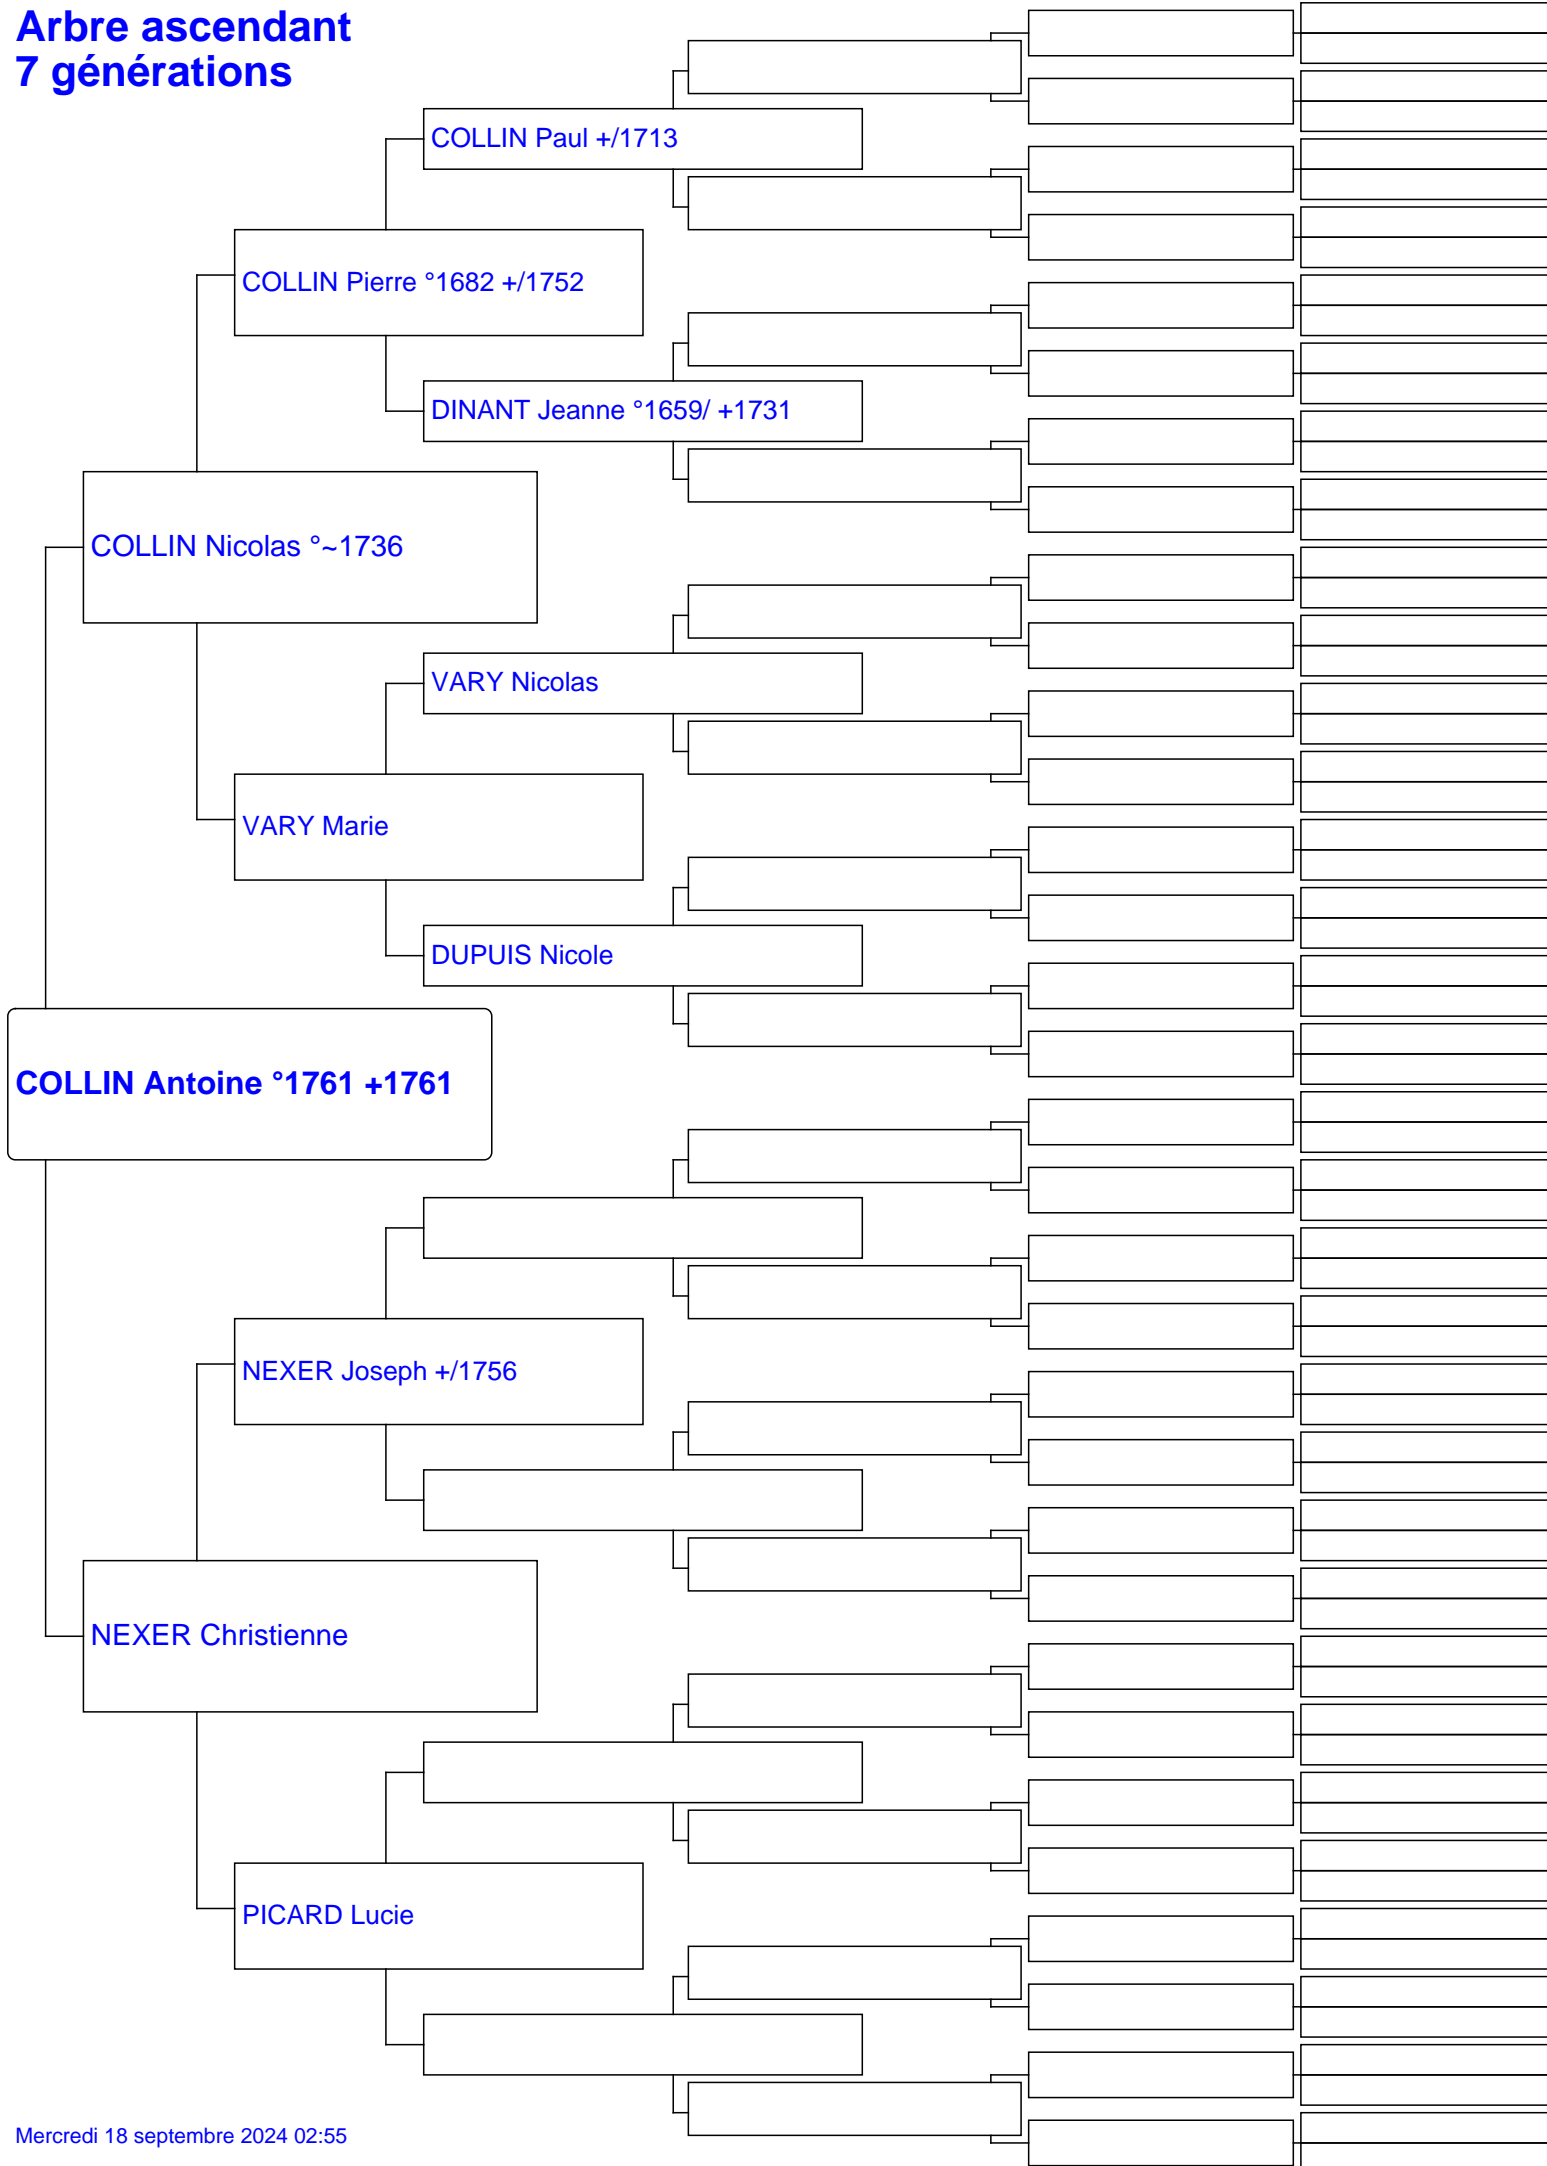 Arbre ascendant
7 générations
COLLIN Paul +/1713
COLLIN Pierre °1682 +/1752
DINANT Jeanne °1659/ +1731
COLLIN Nicolas °~1736
VARY Nicolas
VARY Marie
DUPUIS Nicole
COLLIN Antoine °1761 +1761
NEXER Joseph +/1756
NEXER Christienne
PICARD Lucie
Mercredi 18 septembre 2024 02:55